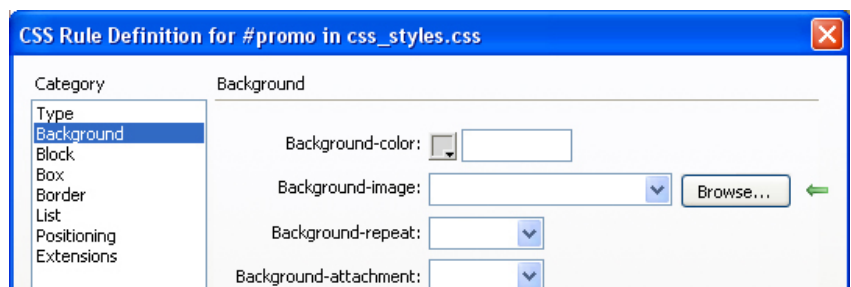 CSS Rule Definition for #promo in css_styles.css
Category
Background
Type
Background
Block
Box
Border
List
Positioning
Extensions
Background-color:
Background-image:
Browse...
Background-repeat:
Background-attachment: